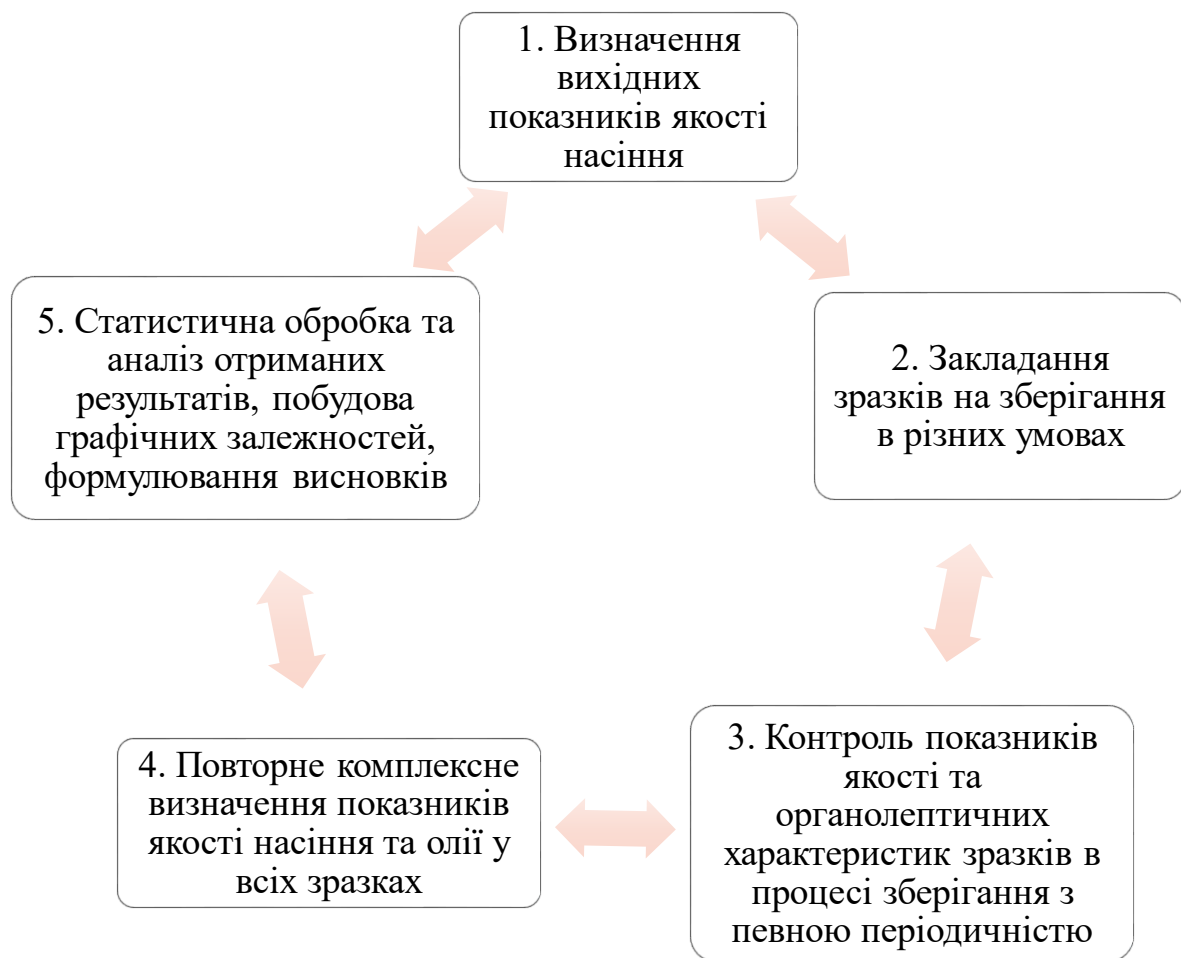 1. Визначення
вихідних
показників якості
насіння
2. Закладання
зразків на зберігання
в різних умовах
3. Контроль показників
якості та
органолептичних
характеристик зразків в
процесі зберігання з
певною періодичністю
4. Повторне комплексне
визначення показників
якості насіння та олії у
всіх зразках
5. Статистична обробка та
аналіз отриманих
результатів, побудова
графічних залежностей,
формулювання висновків